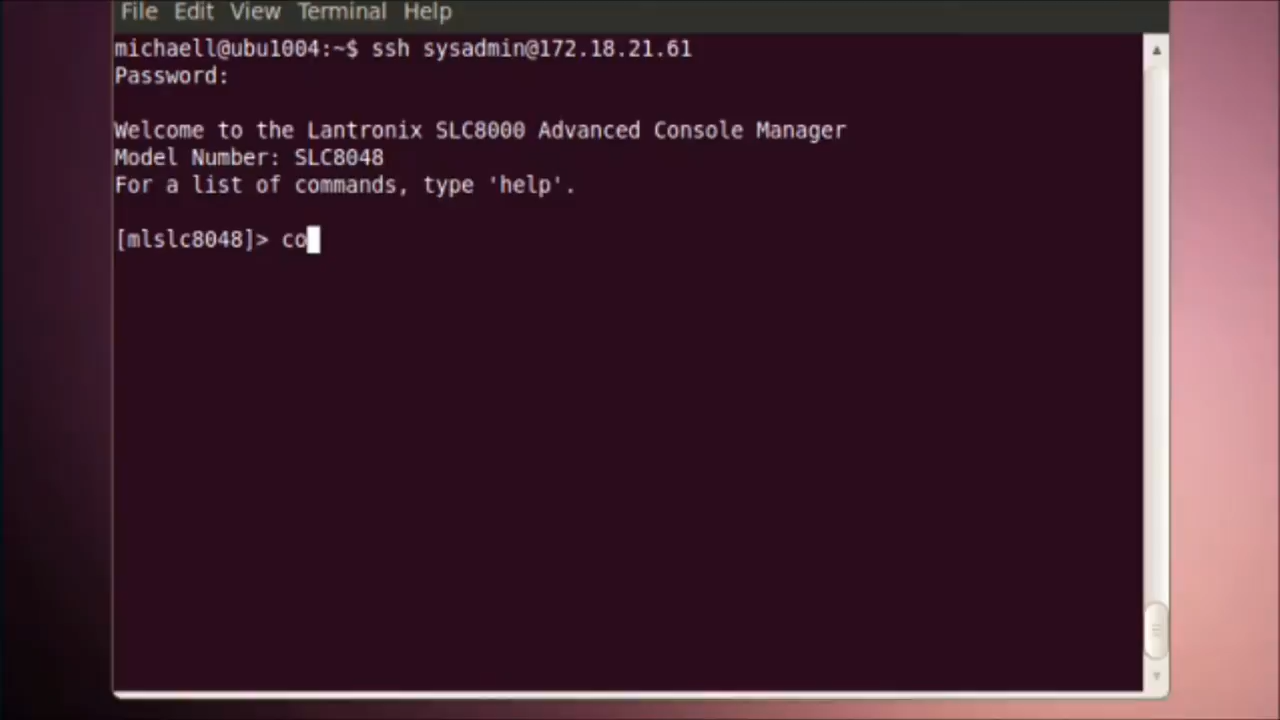 File Edit View Terminal Help
michaell@ubu1004:~$ ssh sysadmin@172.18.21.61
Password:
Welcome to the Lantronix SLC8000 Advanced Console Manager
Model Number: SLC8048
For a list of commands, type 'help'.
[mlslc8048]> co